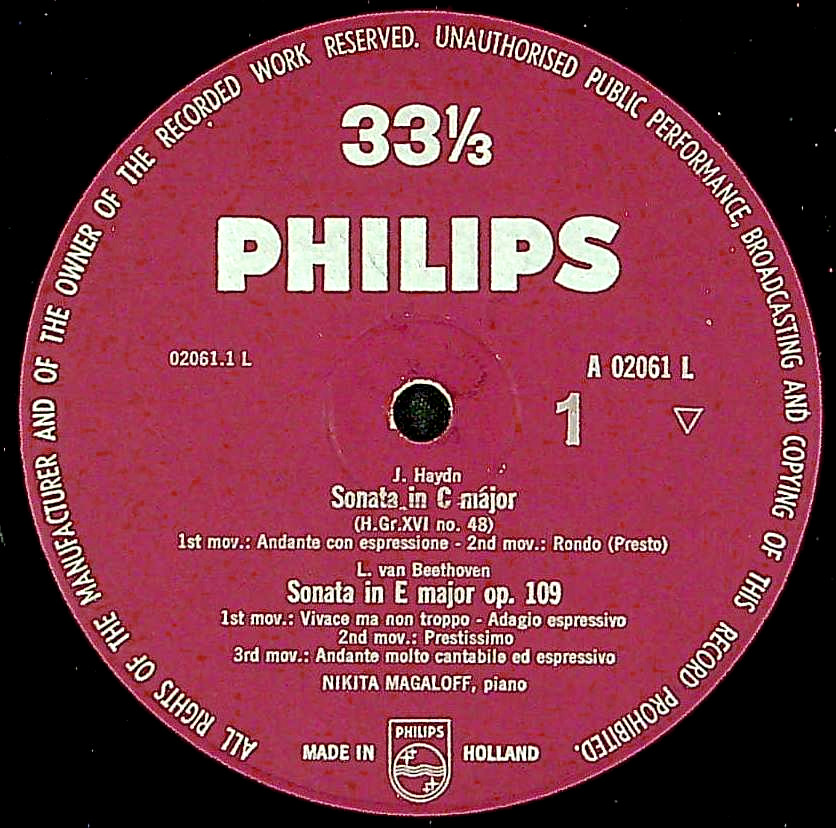 ALL RIGHTS OF THE MANUFACTURER AND OF THE OWNER OF THE RECORDED WORK RESERVED. UNAUTHORISED PUBLIC PERFORMANCE, BROADCASTING AND COPYING OF THIS RECORD PROHIBITED.
33⅓
PHILIPS
02061.1 L
A 02061 L
1
J. Haydn
Sonata in C major
(H.Gr.XVI no. 48)
1st mov.: Andante con espressione - 2nd mov.: Rondo (Presto)
L. van Beethoven
Sonata in E major op. 109
1st mov.: Vivace ma non troppo - Adagio espressivo
2nd mov.: Prestissimo
3rd mov.: Andante molto cantabile ed espressivo
NIKITA MAGALOFF, piano
MADE IN HOLLAND
PHILIPS